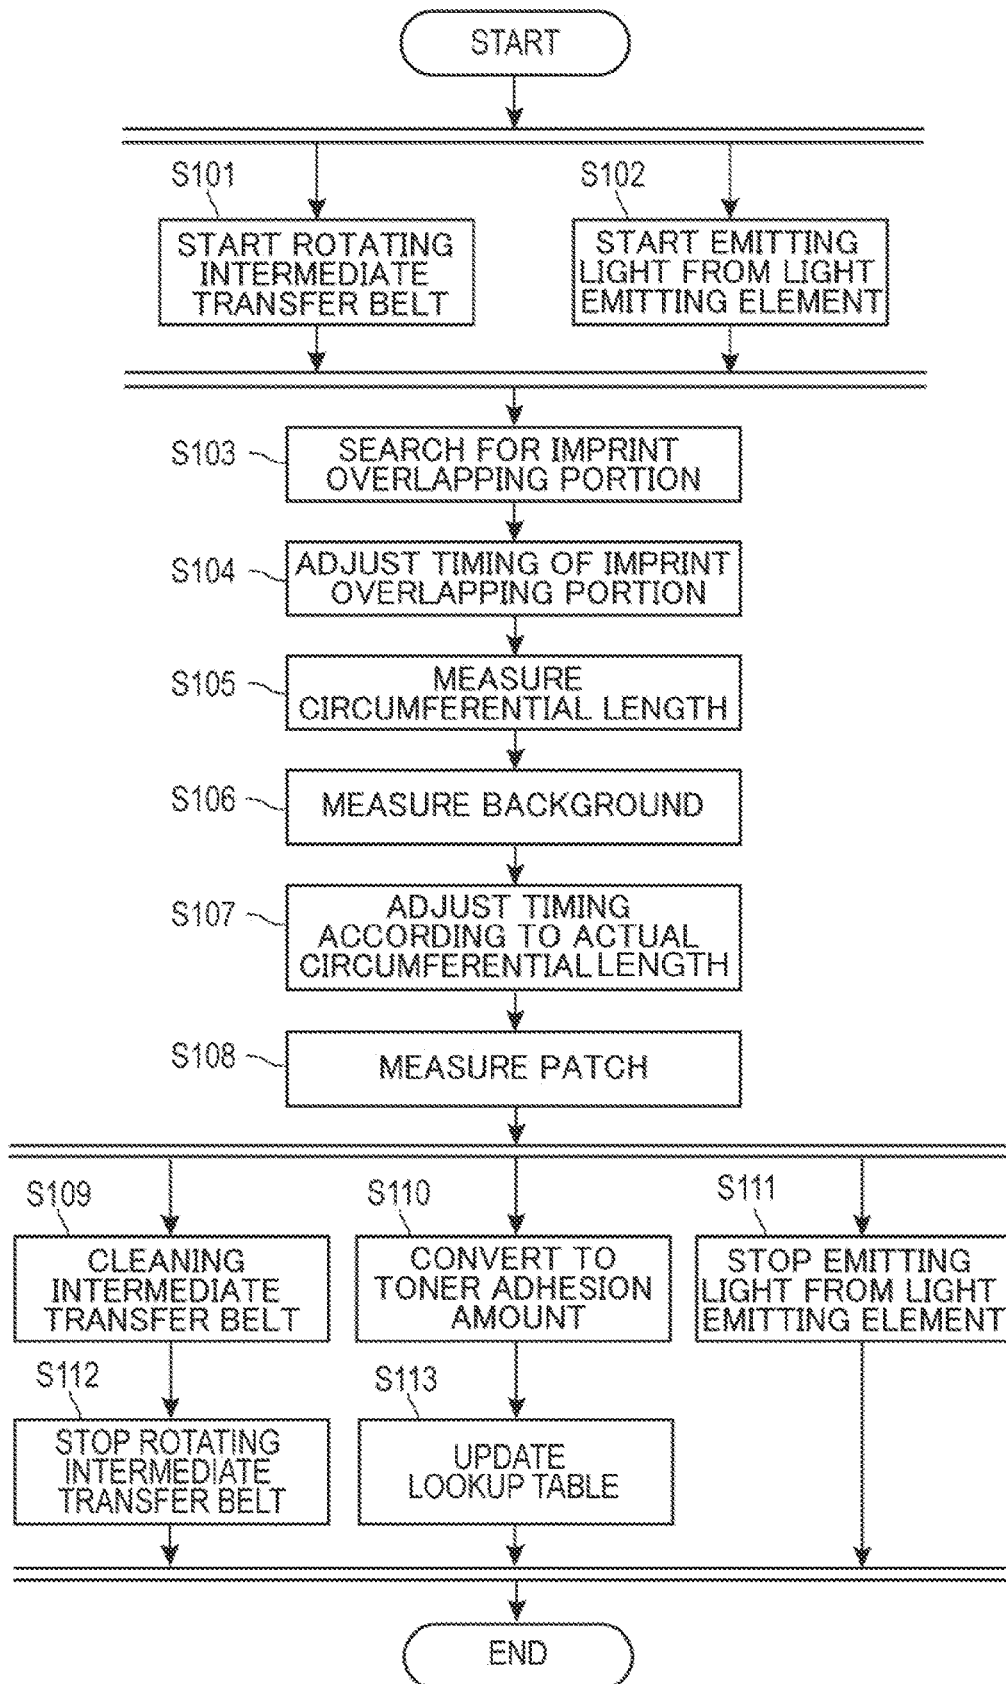 START
S101
S102
START ROTATING
INTERMEDIATE
TRANSFER BELT
START EMITTING
LIGHT FROM LIGHT
EMITTING ELEMENT
S103
SEARCH FOR IMPRINT
OVERLAPPING PORTION
S104
ADJUST TIMING OF IMPRINT
OVERLAPPING PORTION
S105
MEASURE
CIRCUMFERENTIAL LENGTH
S106
MEASURE BACKGROUND
S107
ADJUST TIMING
ACCORDING TO ACTUAL
CIRCUMFERENTIAL LENGTH
S108
MEASURE PATCH
S109
S110
S111
CLEANING
INTERMEDIATE
TRANSFER BELT
CONVERT TO
TONER ADHESION
AMOUNT
STOP EMITTING
LIGHT FROM LIGHT
EMITTING ELEMENT
S112
S113
STOP ROTATING
INTERMEDIATE
TRANSFER BELT
UPDATE
LOOKUP TABLE
END